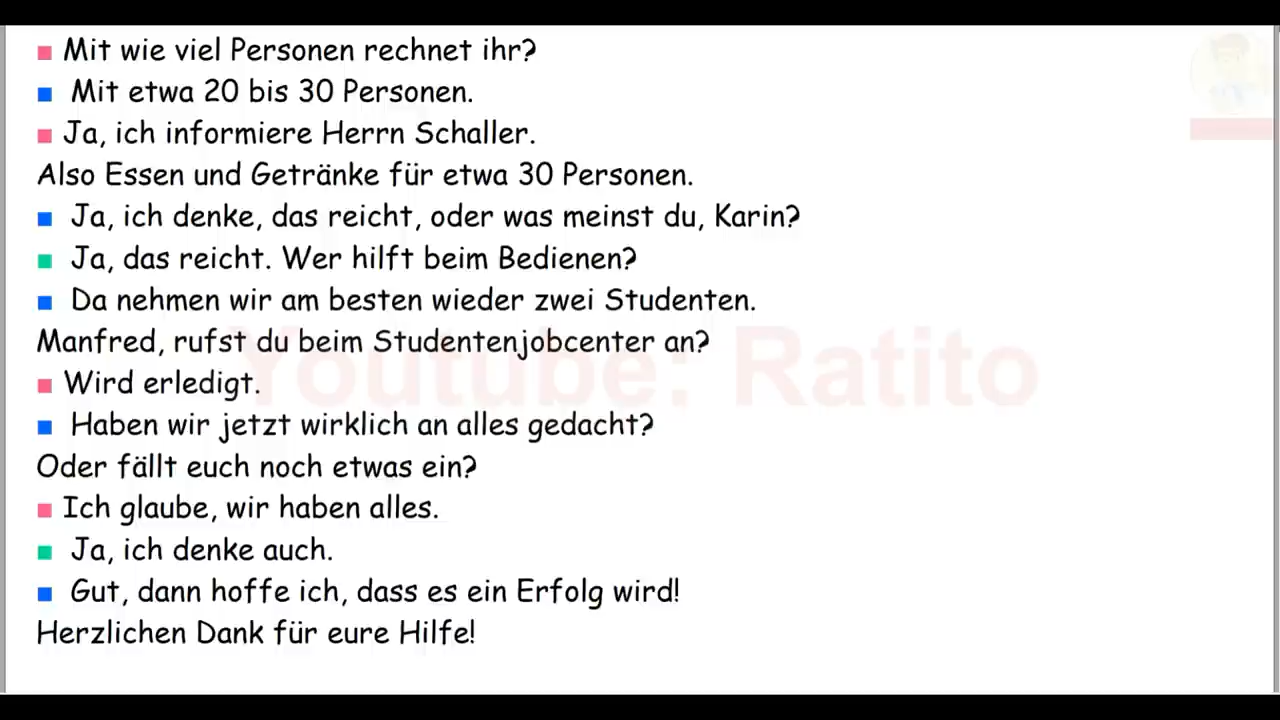 Mit wie viel Personen rechnet ihr?
Mit etwa 20 bis 30 Personen.
Ja, ich informiere Herrn Schaller.
Also Essen und Getränke für etwa 30 Personen.
Ja, ich denke, das reicht, oder was meinst du, Karin?
Ja, das reicht. Wer hilft beim Bedienen?
Da nehmen wir am besten wieder zwei Studenten.
Manfred, rufst du beim Studentenjobcenter an?
Youtube: Ratito
Wird erledigt.
Haben wir jetzt wirklich an alles gedacht?
Oder fällt euch noch etwas ein?
Ich glaube, wir haben alles.
Ja, ich denke auch.
Gut, dann hoffe ich, dass es ein Erfolg wird!
Herzlichen Dank für eure Hilfe!